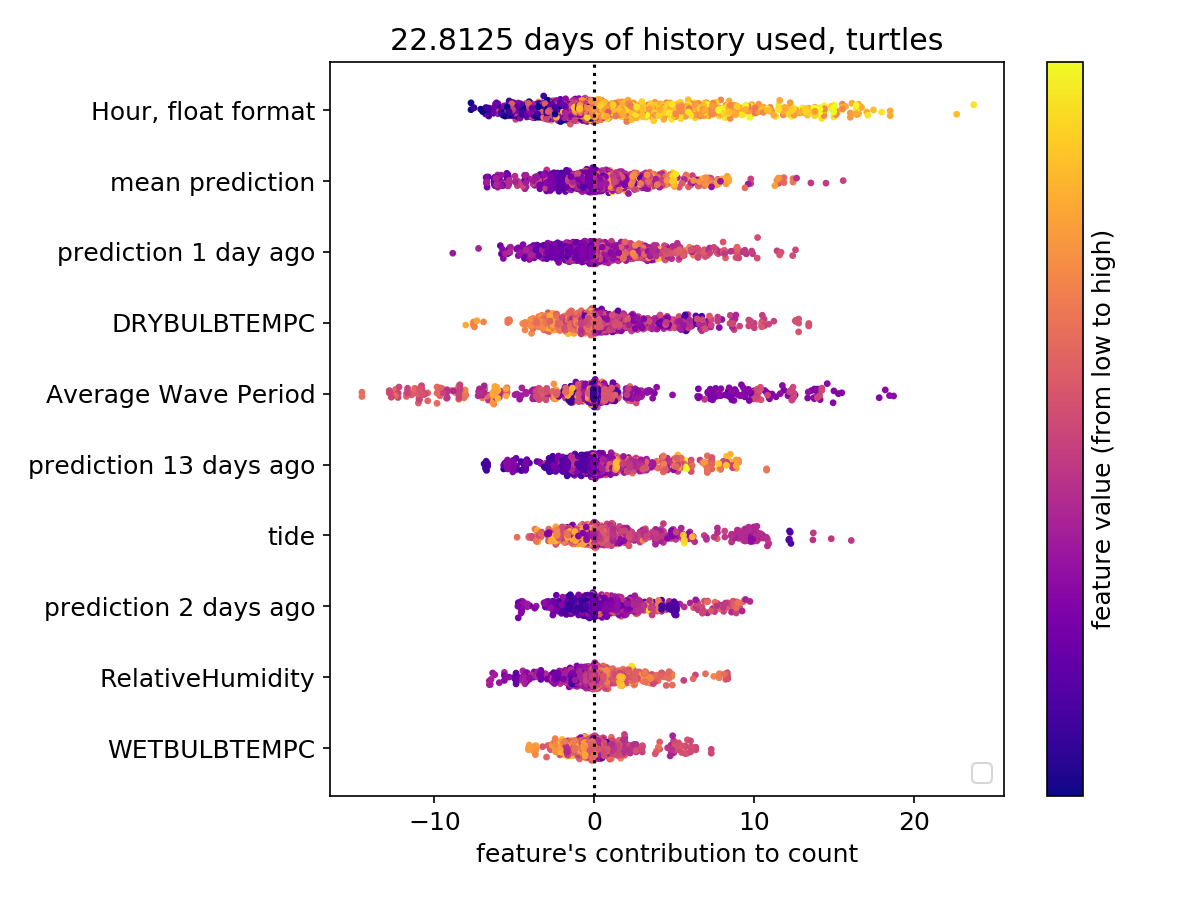 22.8125 days of history used, turtles
Hour, float format
mean prediction
prediction 1 day ago
DRYBULBTEMPC
Average Wave Period
prediction 13 days ago
tide
prediction 2 days ago
RelativeHumidity
WETBULBTEMPC
−10 0 10 20
feature's contribution to count
feature value (from low to high)